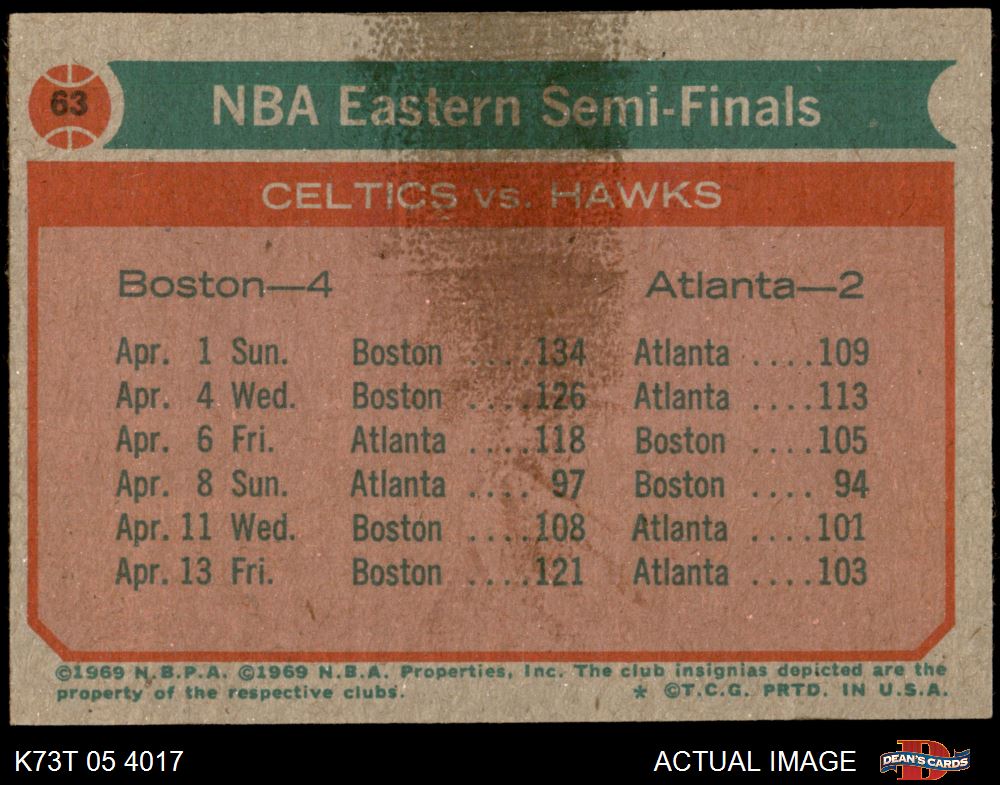 63
NBA Eastern Semi-Finals
CELTICS vs. HAWKS
Boston—4 Atlanta—2
Apr. 1 Sun. Boston ....134 Atlanta ....109
Apr. 4 Wed. Boston ....126 Atlanta ....113
Apr. 6 Fri. Atlanta ....118 Boston ....105
Apr. 8 Sun. Atlanta .... 97 Boston .... 94
Apr. 11 Wed. Boston ....108 Atlanta ....101
Apr. 13 Fri. Boston ....121 Atlanta ....103
©1969 N.B.P.A. ©1969 N.B.A. Properties, Inc. The club insignias depicted are the
property of the respective clubs. * ©T.C.G. PRTD. IN U.S.A.
K73T 05 4017 ACTUAL IMAGE D DEAN'S CARDS